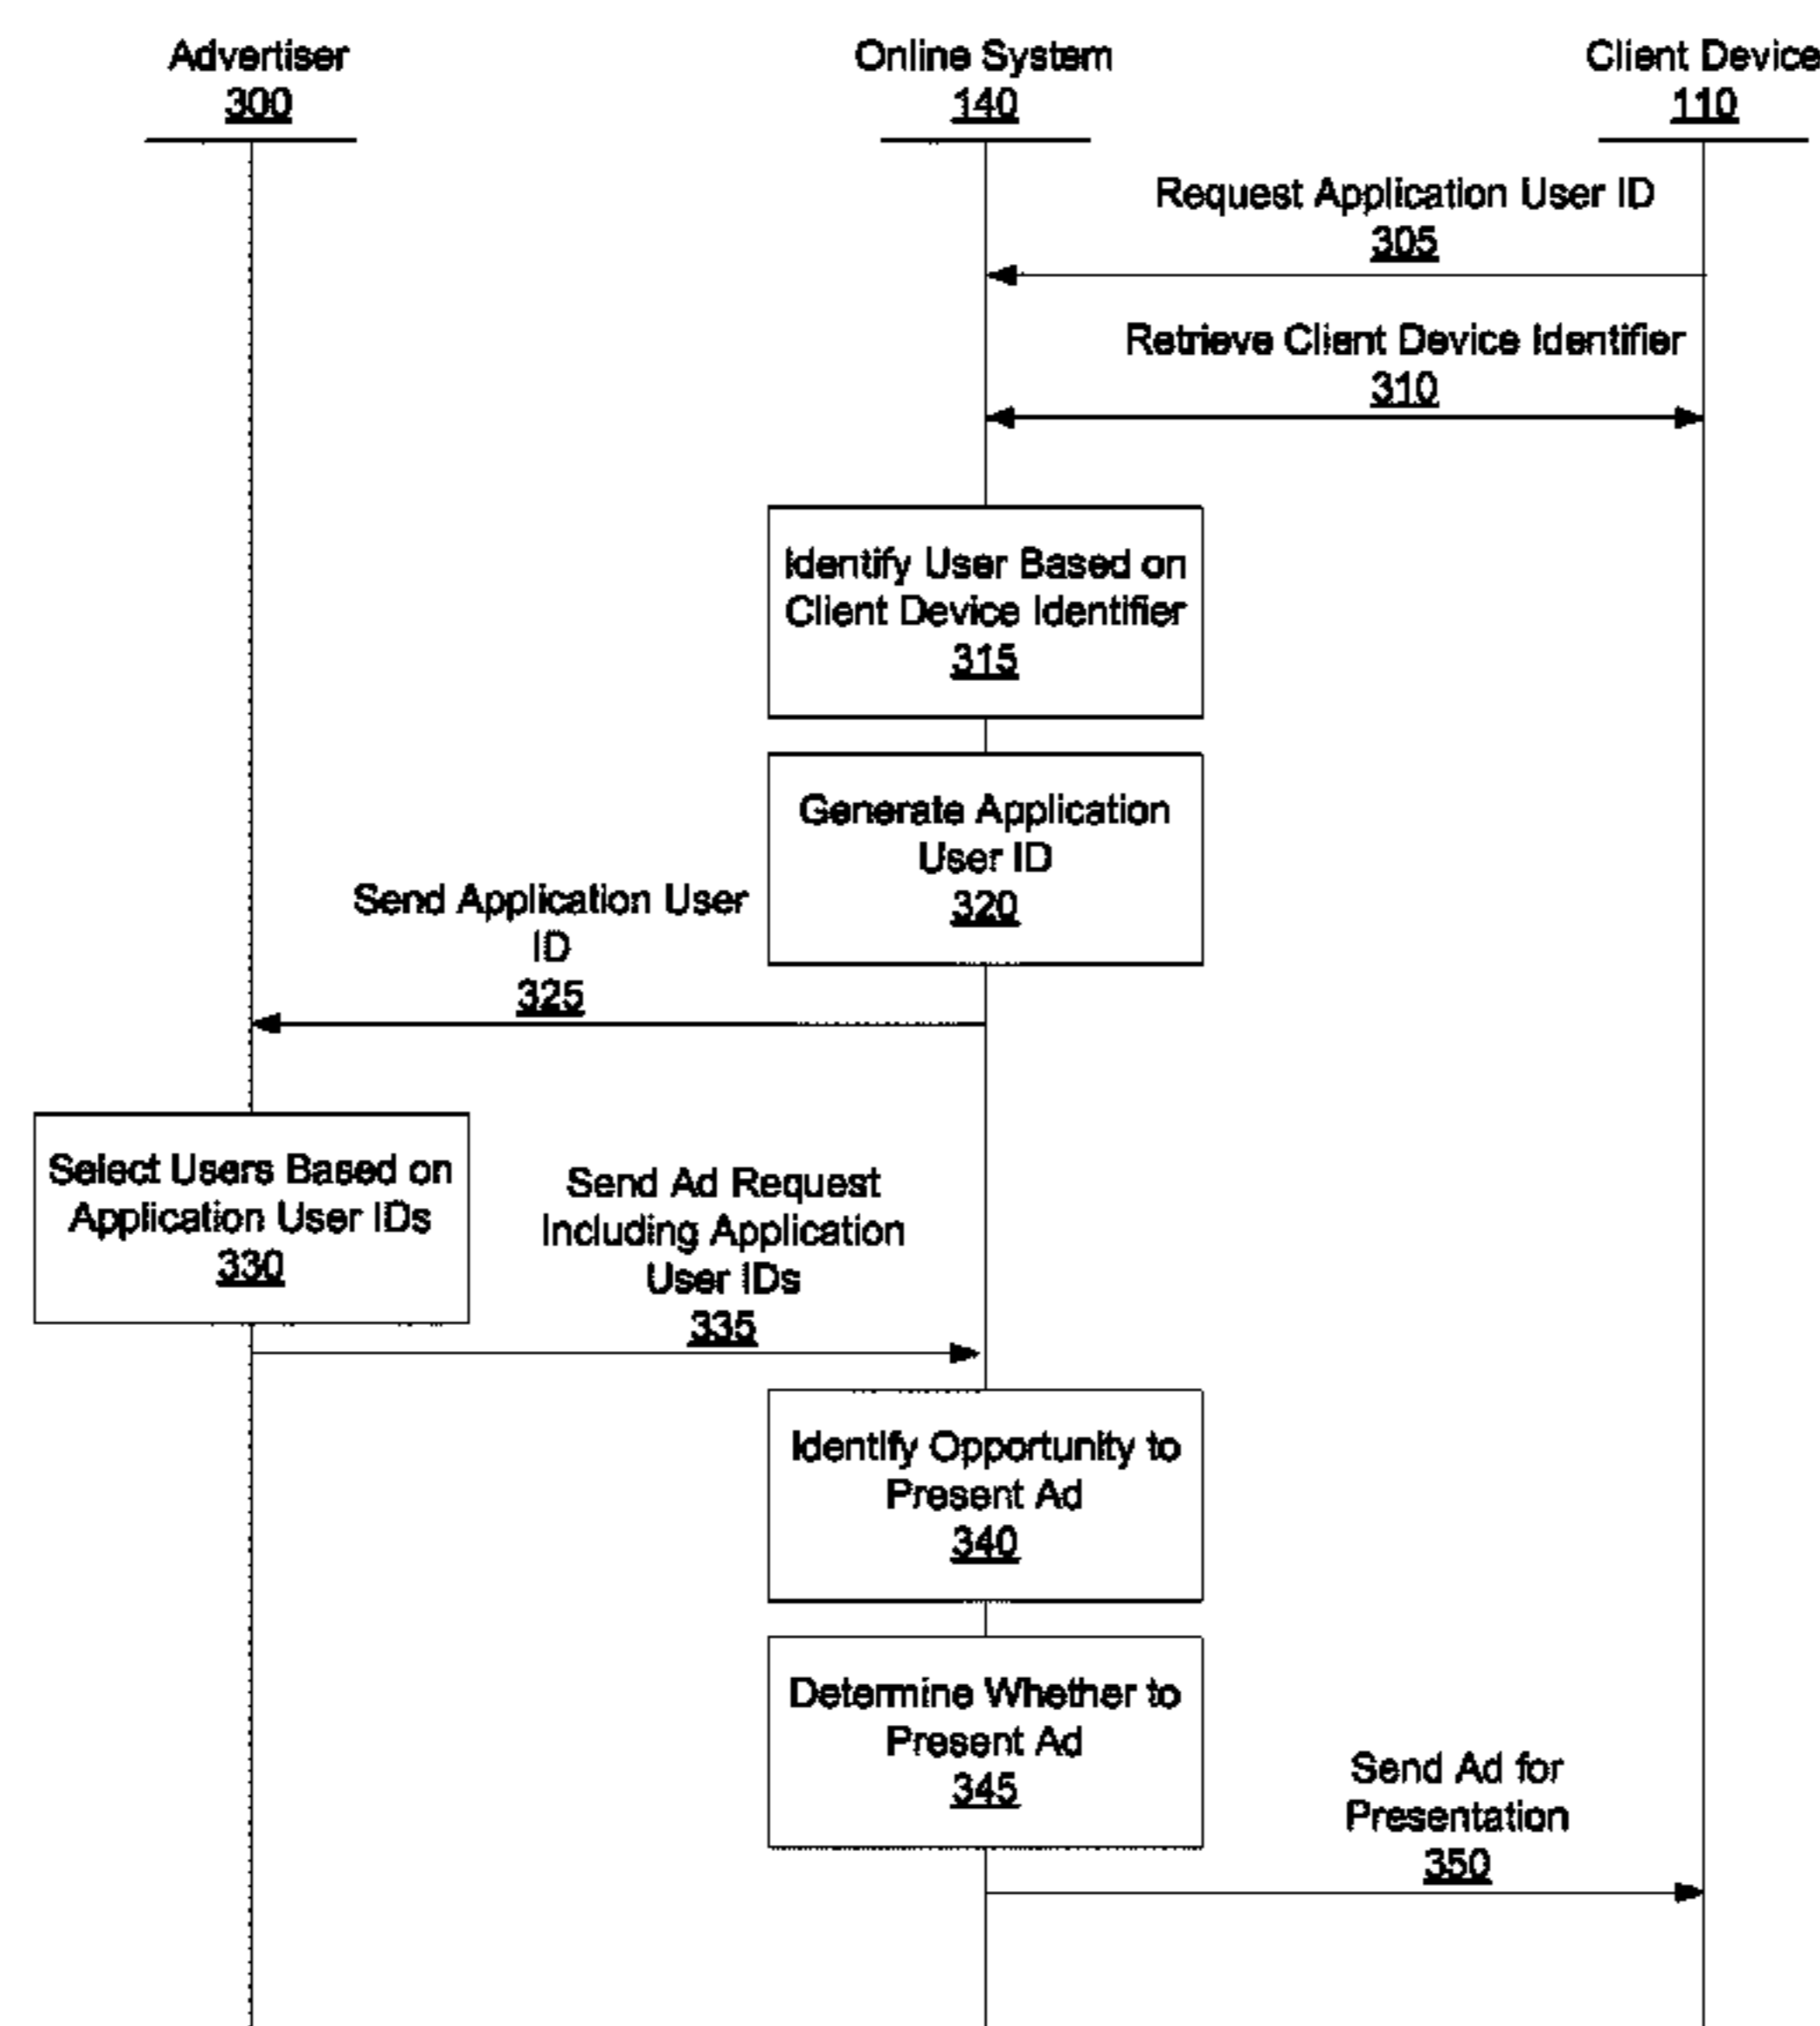 Advertiser
300
Online System
140
Client Device
110
Request Application User ID
305
Retrieve Client Device Identifier
310
Identify User Based on
Client Device Identifier
315
Generate Application
User ID
320
Send Application User
ID
325
Select Users Based on
Application User IDs
330
Send Ad Request
Including Application
User IDs
335
Identify Opportunity to
Present Ad
340
Determine Whether to
Present Ad
345
Send Ad for
Presentation
350